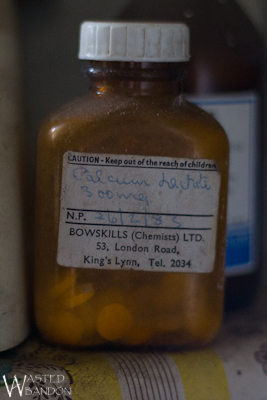 CAUTION - Keep out of the reach of children
Calcium Lactate
300mg
N.P. 26/2/85
BOWSKILLS (Chemists) LTD.
53, London Road,
King's Lynn, Tel. 2034
WASTED
ABANDON